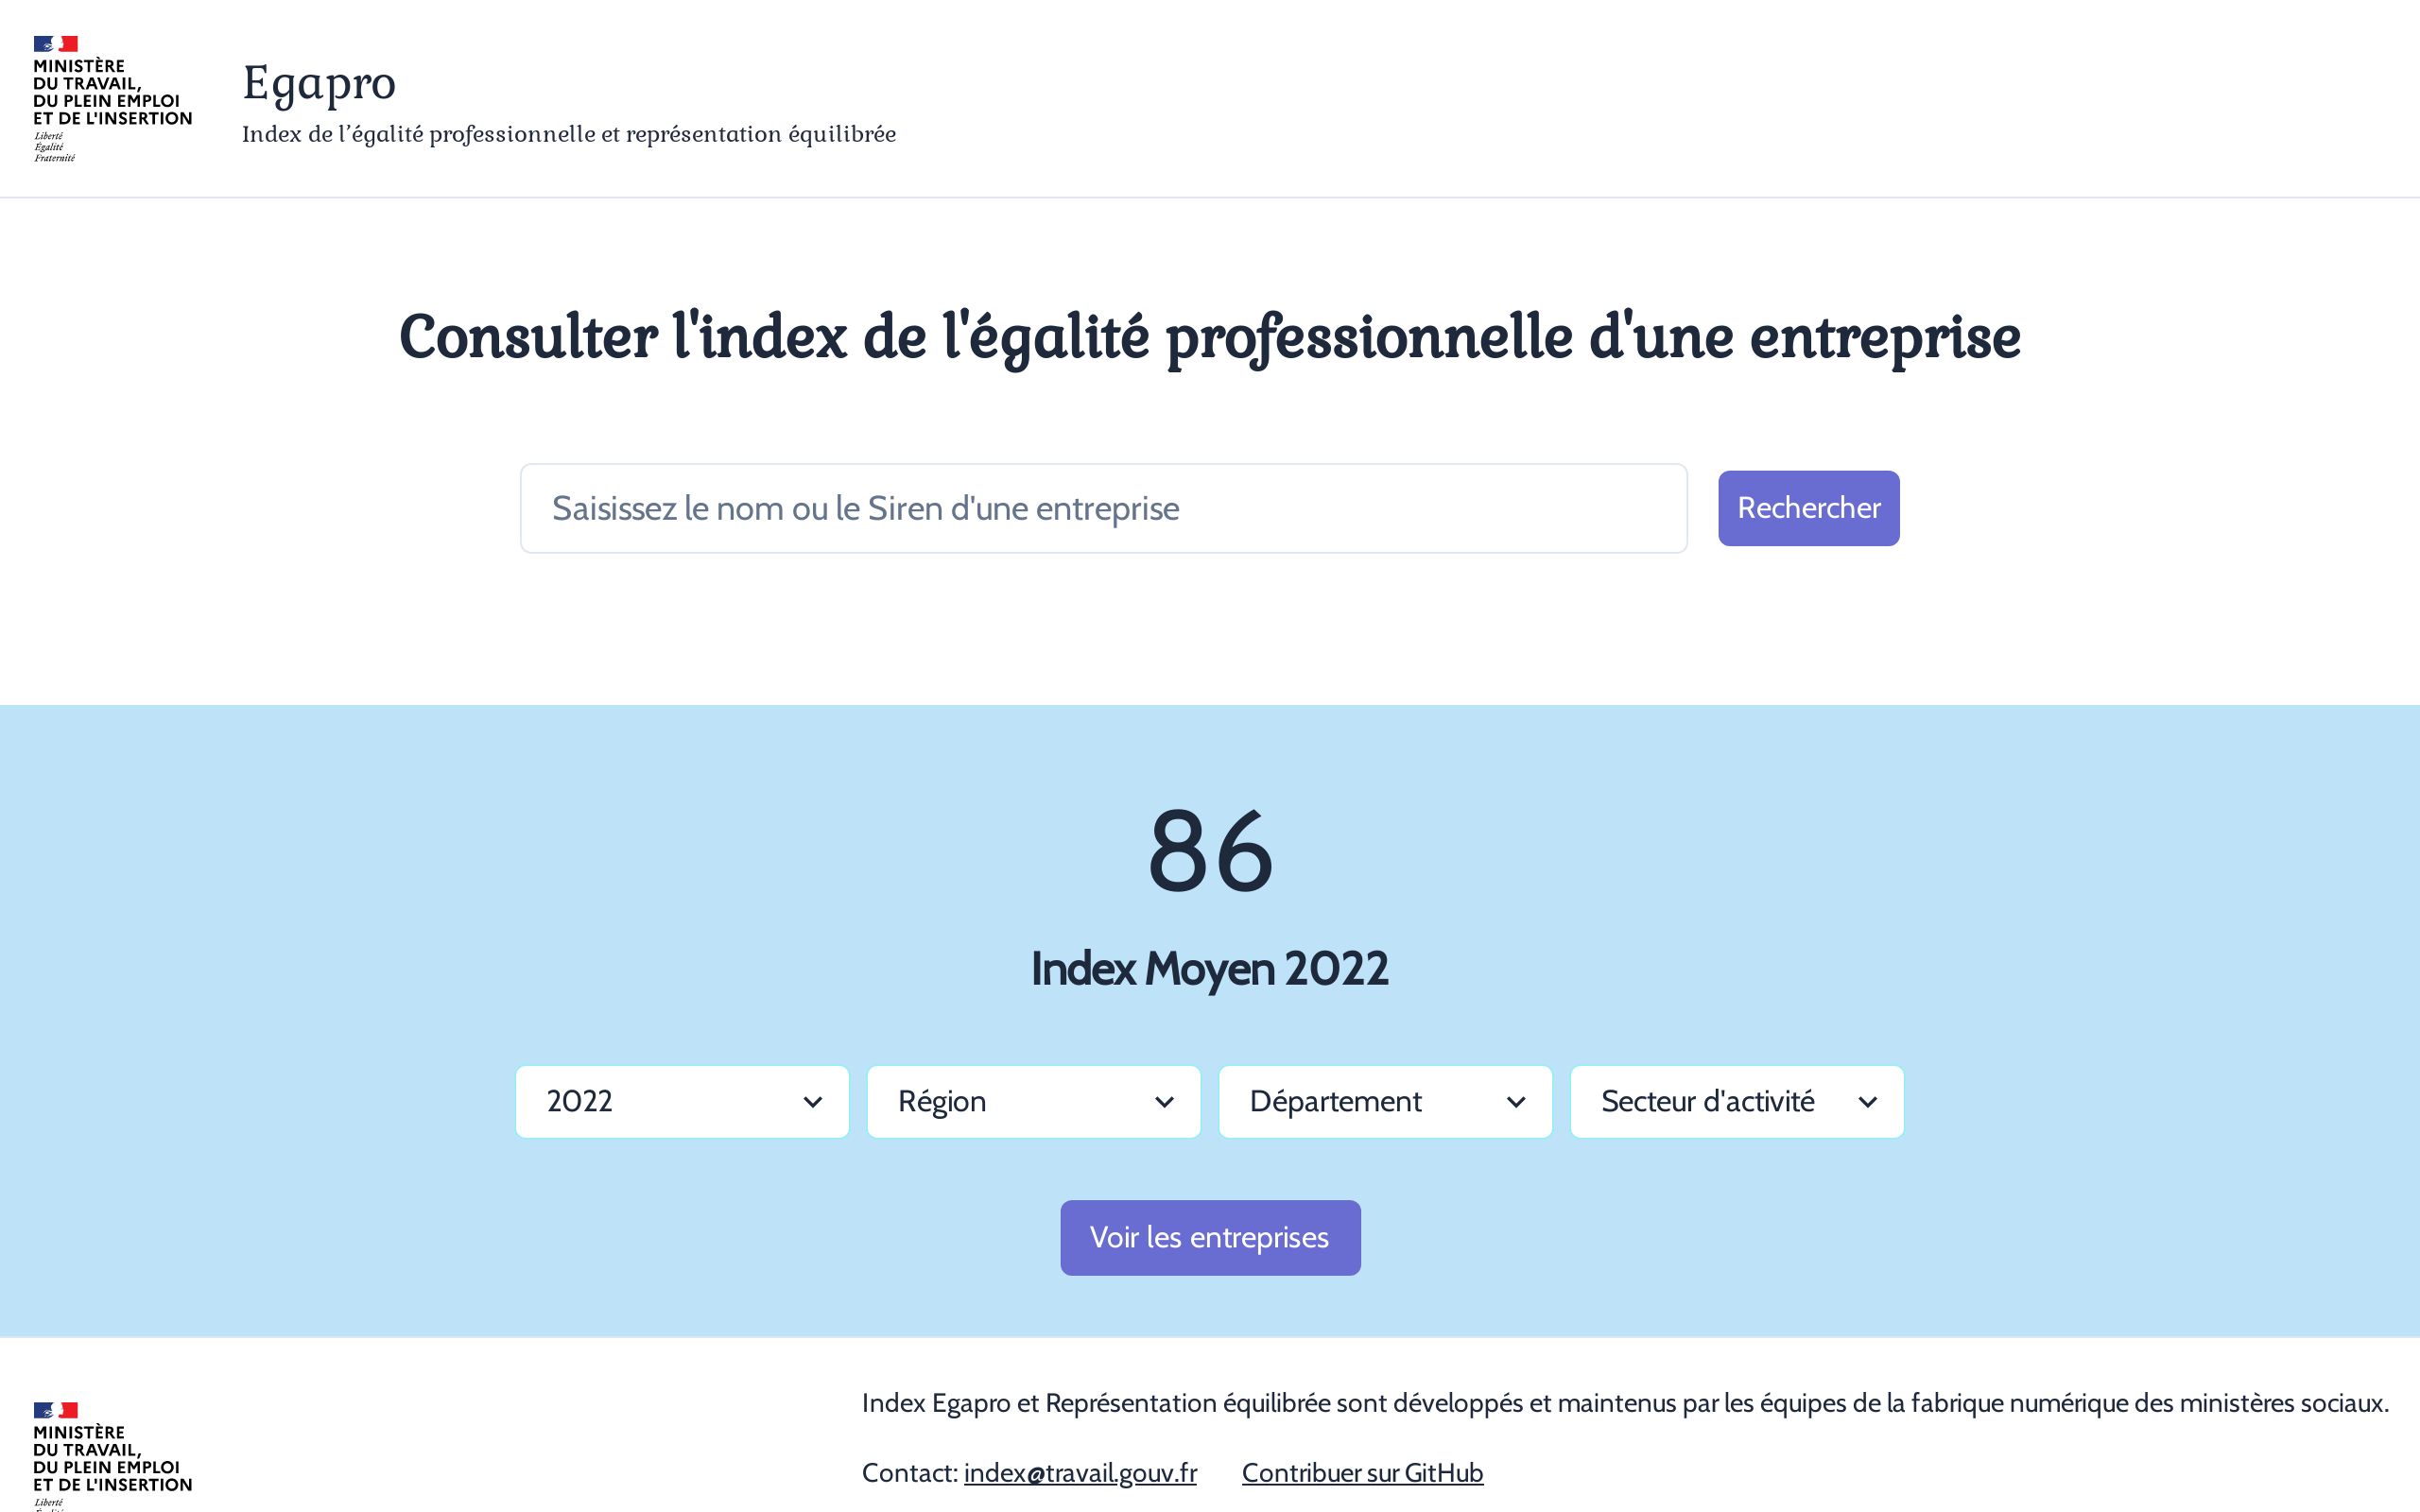 MINISTÈRE
DU TRAVAIL,
DU PLEIN EMPLOI
ET DE L'INSERTION
Liberté
Égalité
Fraternité
Egapro
Index de l’égalité professionnelle et représentation équilibrée
Consulter l'index de l'égalité professionnelle d'une entreprise
Saisissez le nom ou le Siren d'une entreprise
Rechercher
86
Index Moyen 2022
2022
Région
Département
Secteur d'activité
Voir les entreprises
MINISTÈRE
DU TRAVAIL,
DU PLEIN EMPLOI
ET DE L'INSERTION
Liberté
Index Egapro et Représentation équilibrée sont développés et maintenus par les équipes de la fabrique numérique des ministères sociaux.
Contact: index@travail.gouv.fr Contribuer sur GitHub